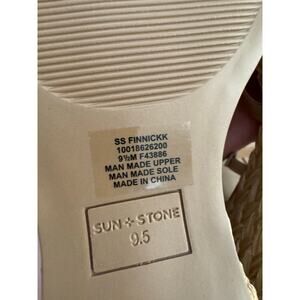 SS FINNICKK
10018626200
9½M F43886
MAN MADE UPPER
MAN MADE SOLE
MADE IN CHINA
SUN + STONE
9.5